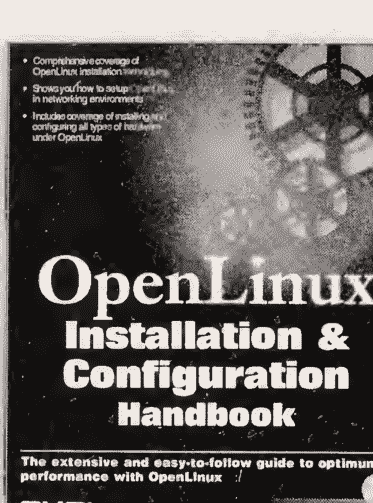 • Comprehensive coverage of
OpenLinux installation
• Shows you how to setup
in networking environments
• Includes coverage of installing
configuring all types of hardware
under OpenLinux
OpenLinux
Installation &
Configuration
Handbook
The extensive and easy-to-follow guide to optimum
performance with OpenLinux